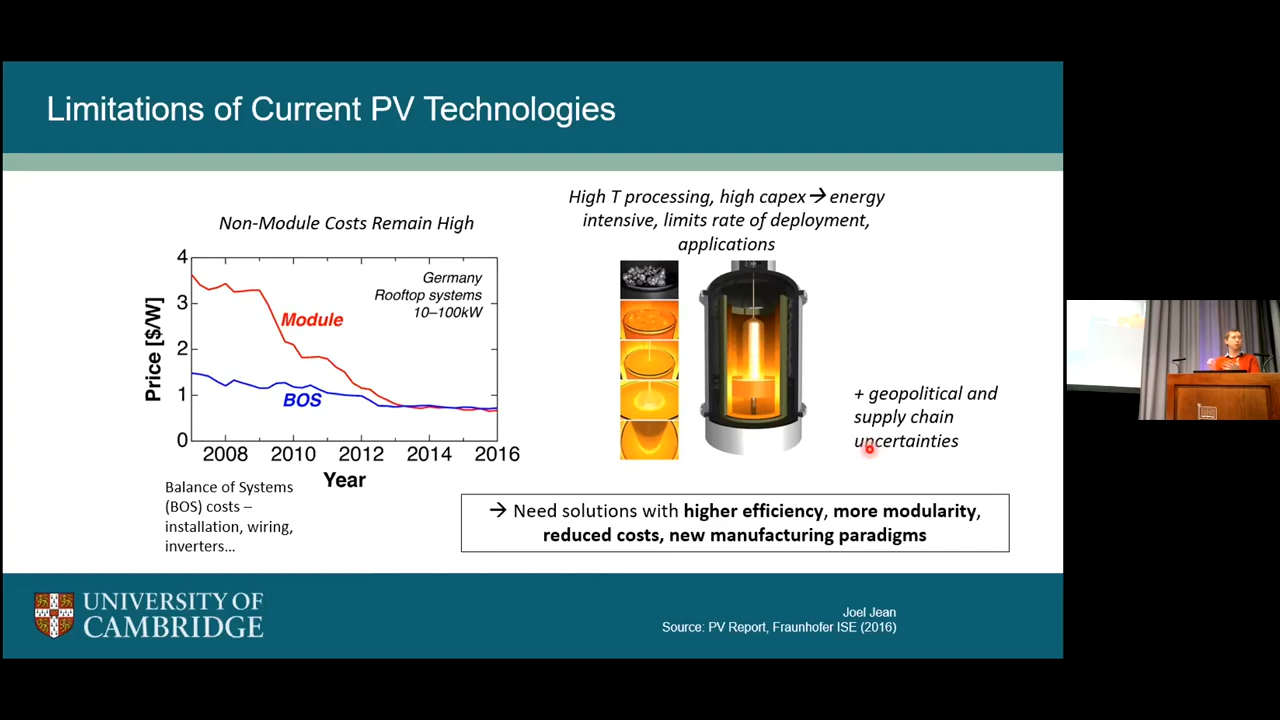 Limitations of Current PV Technologies
Non-Module Costs Remain High
4
3
2
1
0
Price [$/W]
Germany
Rooftop systems
10–100kW
Module
BOS
2008 2010 2012 2014 2016
Year
Balance of Systems
(BOS) costs –
installation, wiring,
inverters…
High T processing, high capex → energy
intensive, limits rate of deployment,
applications
+ geopolitical and
supply chain
uncertainties
→ Need solutions with higher efficiency, more modularity,
reduced costs, new manufacturing paradigms
UNIVERSITY OF
CAMBRIDGE
Joel Jean
Source: PV Report, Fraunhofer ISE (2016)